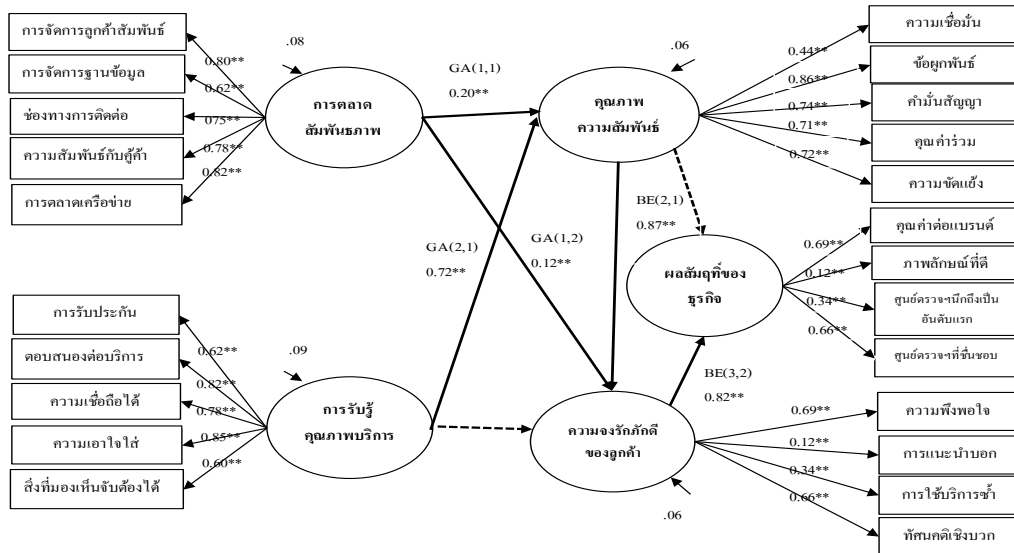 การจัดการลูกค้าสัมพันธ์
การจัดการฐานข้อมูล
ช่องทางการติดต่อ
ความสัมพันธ์กับคู่ค้า
การตลาดเครือข่าย
0.80**
0.62**
075**
0.78**
0.82**
.08
การตลาด
สัมพันธภาพ
GA(1,1)
0.20**
.06
คุณภาพ
ความสัมพันธ์
0.44**
0.86**
0.74**
0.71**
0.72**
ความเชื่อมั่น
ข้อผูกพันธ์
คำมั่นสัญญา
คุณค่าร่วม
ความขัดแย้ง
GA(2,1)
0.72**
GA(1,2)
0.12**
BE(2,1)
0.87**
ผลสัมฤทธิ์ของ
ธุรกิจ
0.69**
0.12**
0.34**
0.66**
คุณค่าต่อแบรนด์
ภาพลักษณ์ที่ดี
ศูนย์ตรวจฯนึกถึงเป็น
อันดับแรก
ศูนย์ตรวจฯที่ชื่นชอบ
การรับประกัน
ตอบสนองต่อบริการ
ความเชื่อถือได้
ความเอาใจใส่
สิ่งที่มองเห็นจับต้องได้
0.62**
0.82**
0.78**
0.85**
0.60**
.09
การรับรู้
คุณภาพบริการ
BE(3,2)
0.82**
ความจงรักภักดี
ของลูกค้า
.06
0.69**
0.12**
0.34**
0.66**
ความพึงพอใจ
การแนะนำบอก
การใช้บริการซ้ำ
ทัศนคติเชิงบวก